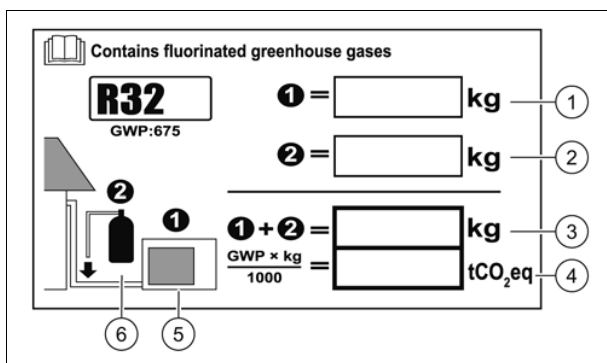 Contains fluorinated greenhouse gases
R32
GWP:675
❶ = kg ①
❷ = kg ②
❷
❶
❶+❷ = kg ③
GWP × kg
1000
= tCO₂eq ④
⑥ ⑤